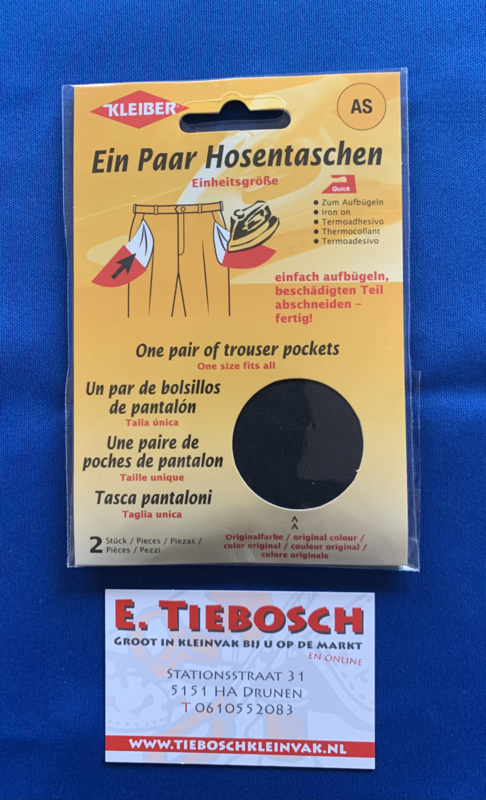 KLEIBER
AS
Ein Paar Hosentaschen
Einheitsgröße
Quick
• Zum Aufbügeln
• Iron on
• Termoadhesivo
• Thermocollant
• Termoadesivo
einfach aufbügeln,
beschädigten Teil
abschneiden –
fertig!
One pair of trouser pockets
One size fits all
Un par de bolsillos
de pantalón
Talla única
Une paire de
poches de pantalon
Taille unique
Tasca pantaloni
Taglia unica
2 Stück / Pieces / Piezas /
Pièces / Pezzi
Originalfarbe / original colour /
color original / couleur original /
colore originale
E. TIEBOSCH
GROOT IN KLEINVAK BIJ U OP DE MARKT
EN ONLINE
STATIONSSTRAAT 31
5151 HA DRUNEN
T 0610552083
WWW.TIEBOSCHKLEINVAK.NL